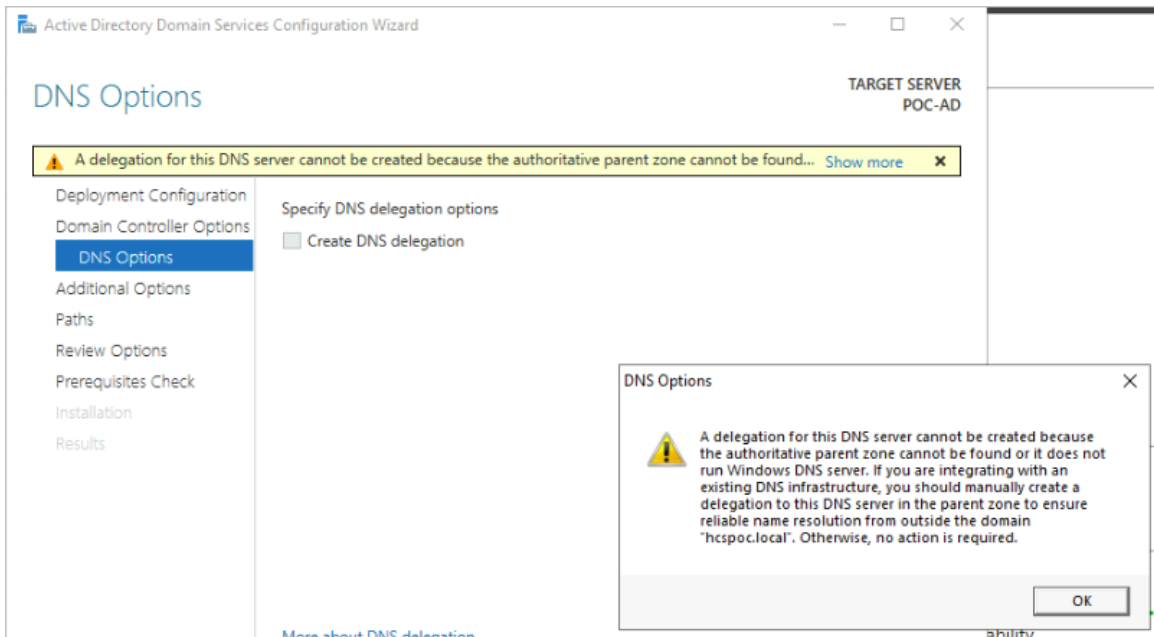 Active Directory Domain Services Configuration Wizard
DNS Options
TARGET SERVER
POC-AD
A delegation for this DNS server cannot be created because the authoritative parent zone cannot be found... Show more
Deployment Configuration
Domain Controller Options
DNS Options
Additional Options
Paths
Review Options
Prerequisites Check
Installation
Results
Specify DNS delegation options
Create DNS delegation
More about DNS delegation
DNS Options
A delegation for this DNS server cannot be created because
the authoritative parent zone cannot be found or it does not
run Windows DNS server. If you are integrating with an
existing DNS infrastructure, you should manually create a
delegation to this DNS server in the parent zone to ensure
reliable name resolution from outside the domain
"hcspoc.local". Otherwise, no action is required.
OK